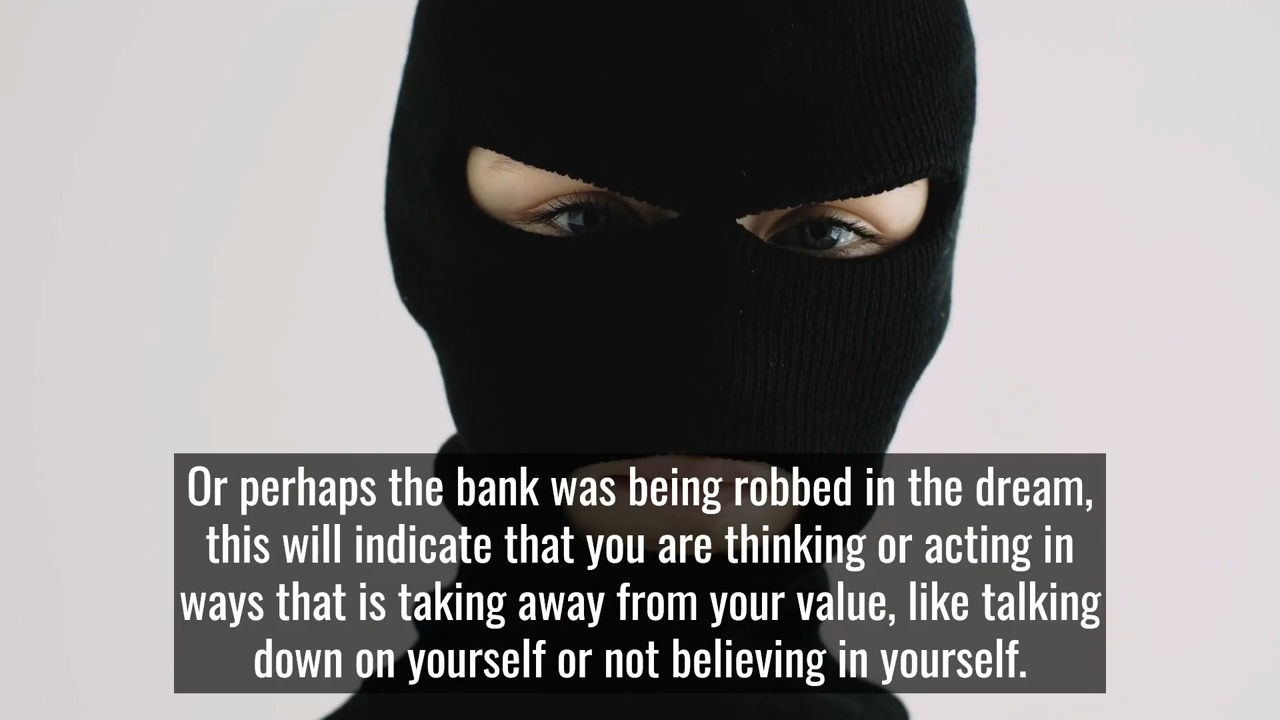 Or perhaps the bank was being robbed in the dream,
this will indicate that you are thinking or acting in
ways that is taking away from your value, like talking
down on yourself or not believing in yourself.